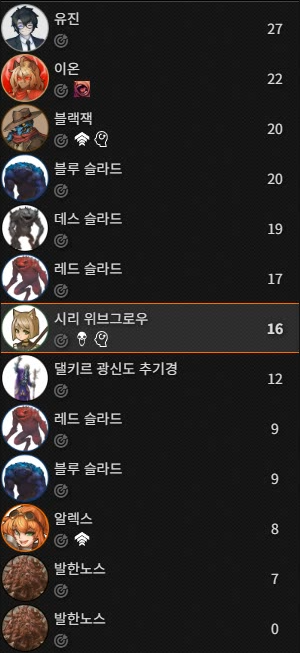 유진 27
이온 22
블랙잭 20
블루 슬라드 20
데스 슬라드 19
레드 슬라드 17
시리 위브그로우 16
댈키르 광신도 추기경 12
레드 슬라드 9
블루 슬라드 9
알렉스 8
발한노스 7
발한노스 0